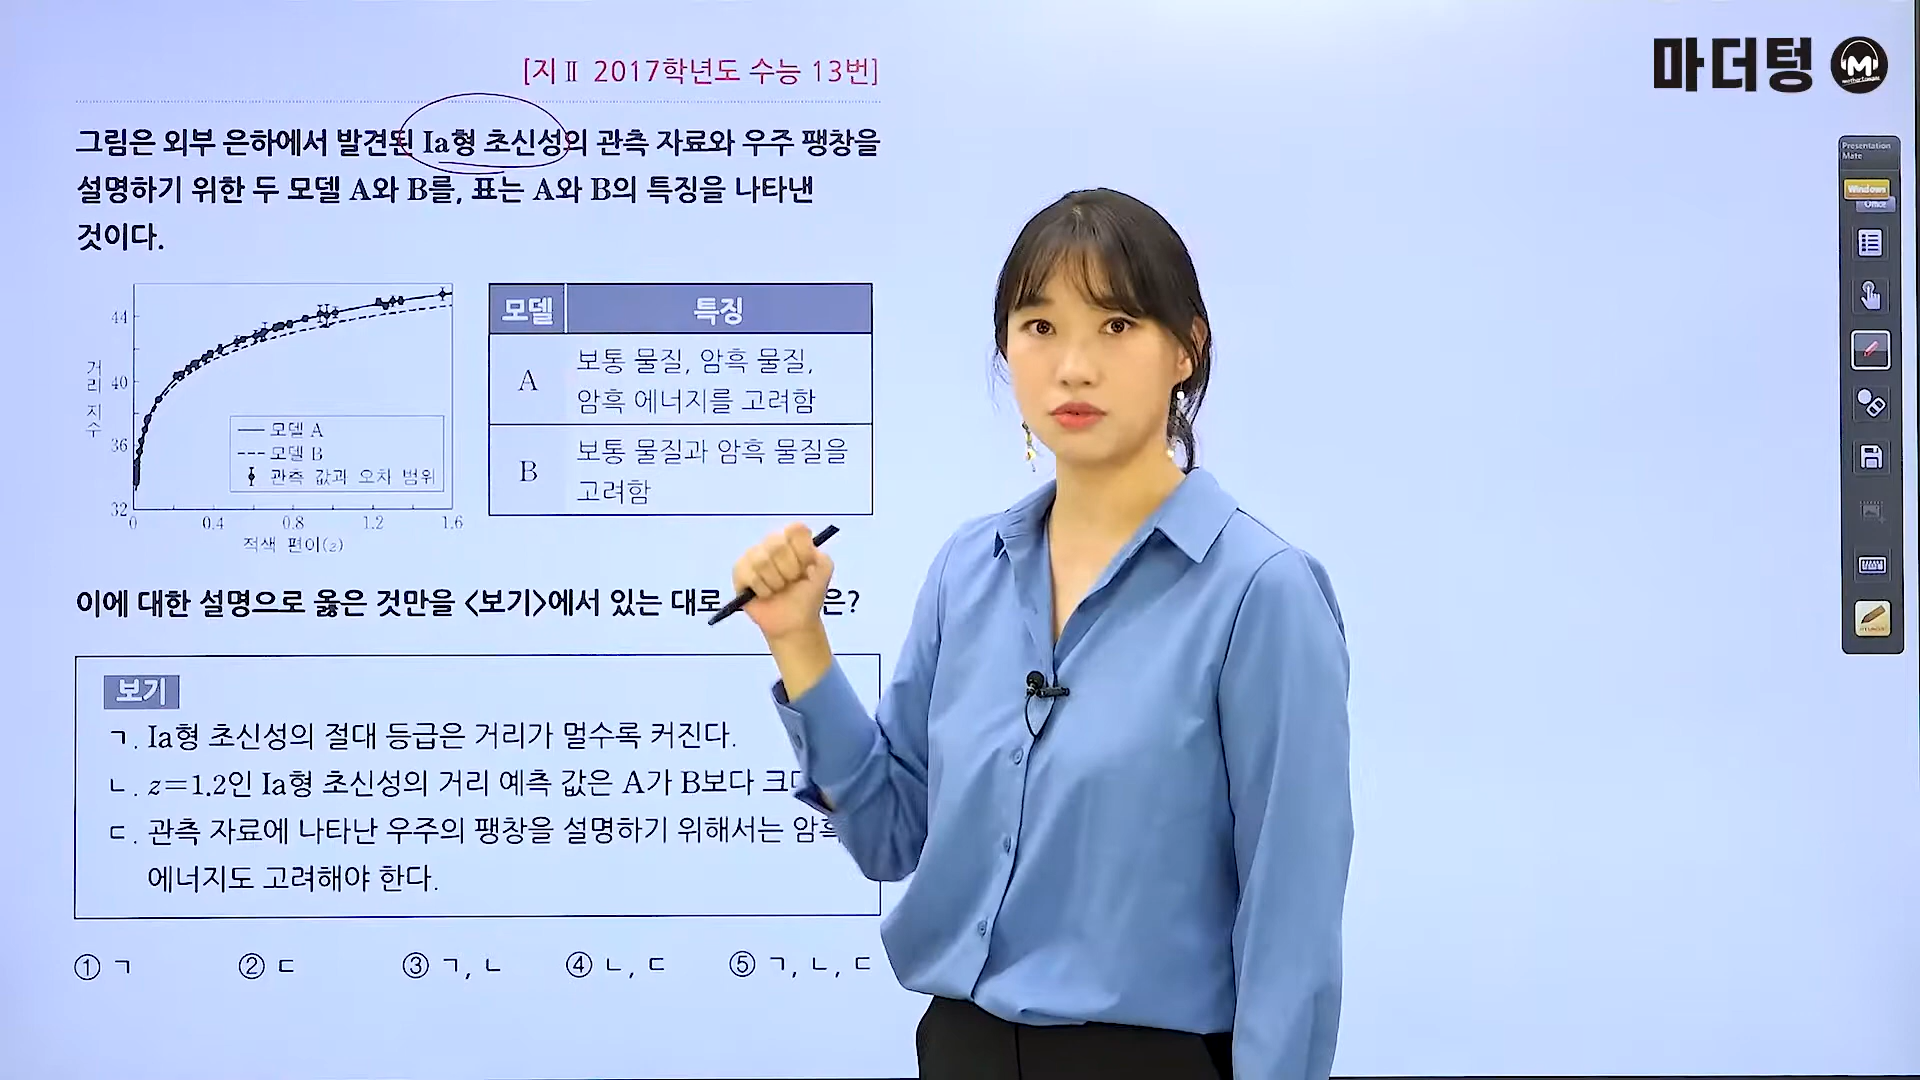 마더텅
[지Ⅱ 2017학년도 수능 13번]
그림은 외부 은하에서 발견된 Ia형 초신성의 관측 자료와 우주 팽창을
설명하기 위한 두 모델 A와 B를, 표는 A와 B의 특징을 나타낸
것이다.
거리 지수
44
40
36
32
0 0.4 0.8 1.2 1.6
적색 편이(z)
모델 A
모델 B
관측 값과 오차 범위
모델 특징
A 보통 물질, 암흑 물질,
암흑 에너지를 고려함
B 보통 물질과 암흑 물질을
고려함
이에 대한 설명으로 옳은 것만을 <보기>에서 있는 대로 은?
보기
ㄱ. Ia형 초신성의 절대 등급은 거리가 멀수록 커진다.
ㄴ. z=1.2인 Ia형 초신성의 거리 예측 값은 A가 B보다
ㄷ. 관측 자료에 나타난 우주의 팽창을 설명하기 위해서는
에너지도 고려해야 한다.
① ㄱ ② ㄷ ③ ㄱ, ㄴ ④ ㄴ, ㄷ ⑤ ㄱ, ㄴ, ㄷ
Presentation
Mate
Windows
Office